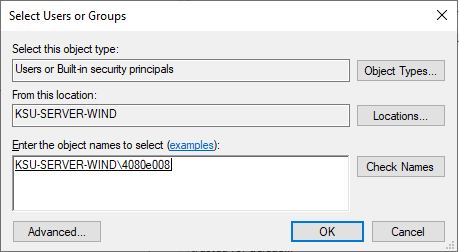 Select Users or Groups
Select this object type:
Users or Built-in security principals
Object Types...
From this location:
KSU-SERVER-WIND
Locations...
Enter the object names to select (examples):
KSU-SERVER-WIND\4080e008
Check Names
Advanced...
OK
Cancel